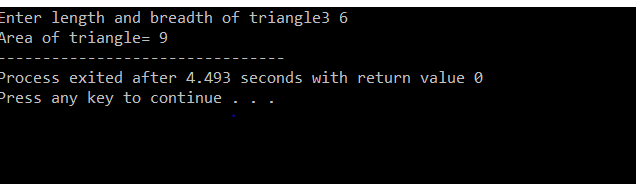 Enter length and breadth of triangle3 6
Area of triangle= 9
--------------------------------
Process exited after 4.493 seconds with return value 0
Press any key to continue . . .